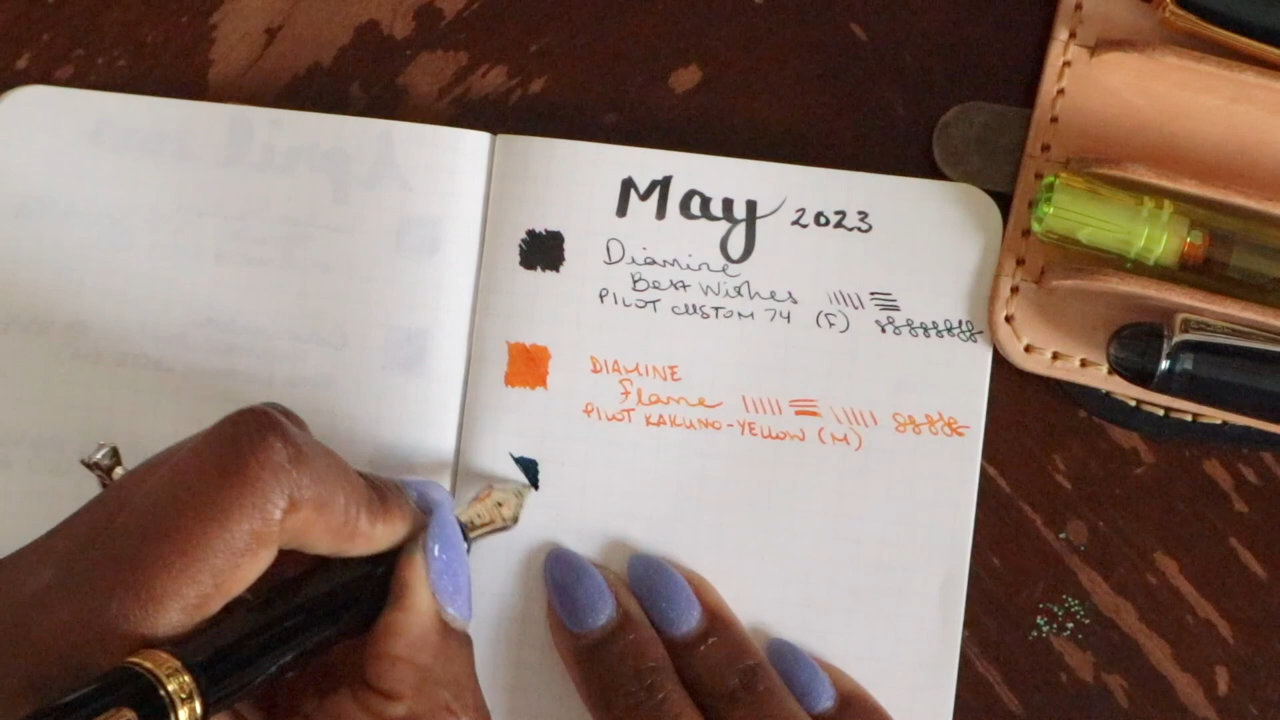 May 2023
Diamine
Best Wishes
PILOT CUSTOM 74 (F)
DIAMINE
Flame
PILOT KAKUNO-YELLOW (M)